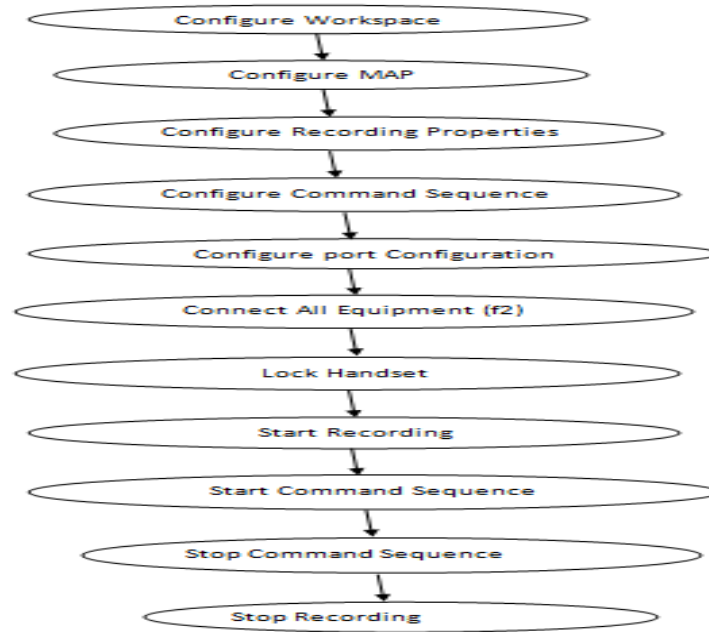 Configure Workspace
Configure MAP
Configure Recording Properties
Configure Command Sequence
Configure port Configuration
Connect All Equipment (f2)
Lock Handset
Start Recording
Start Command Sequence
Stop Command Sequence
Stop Recording